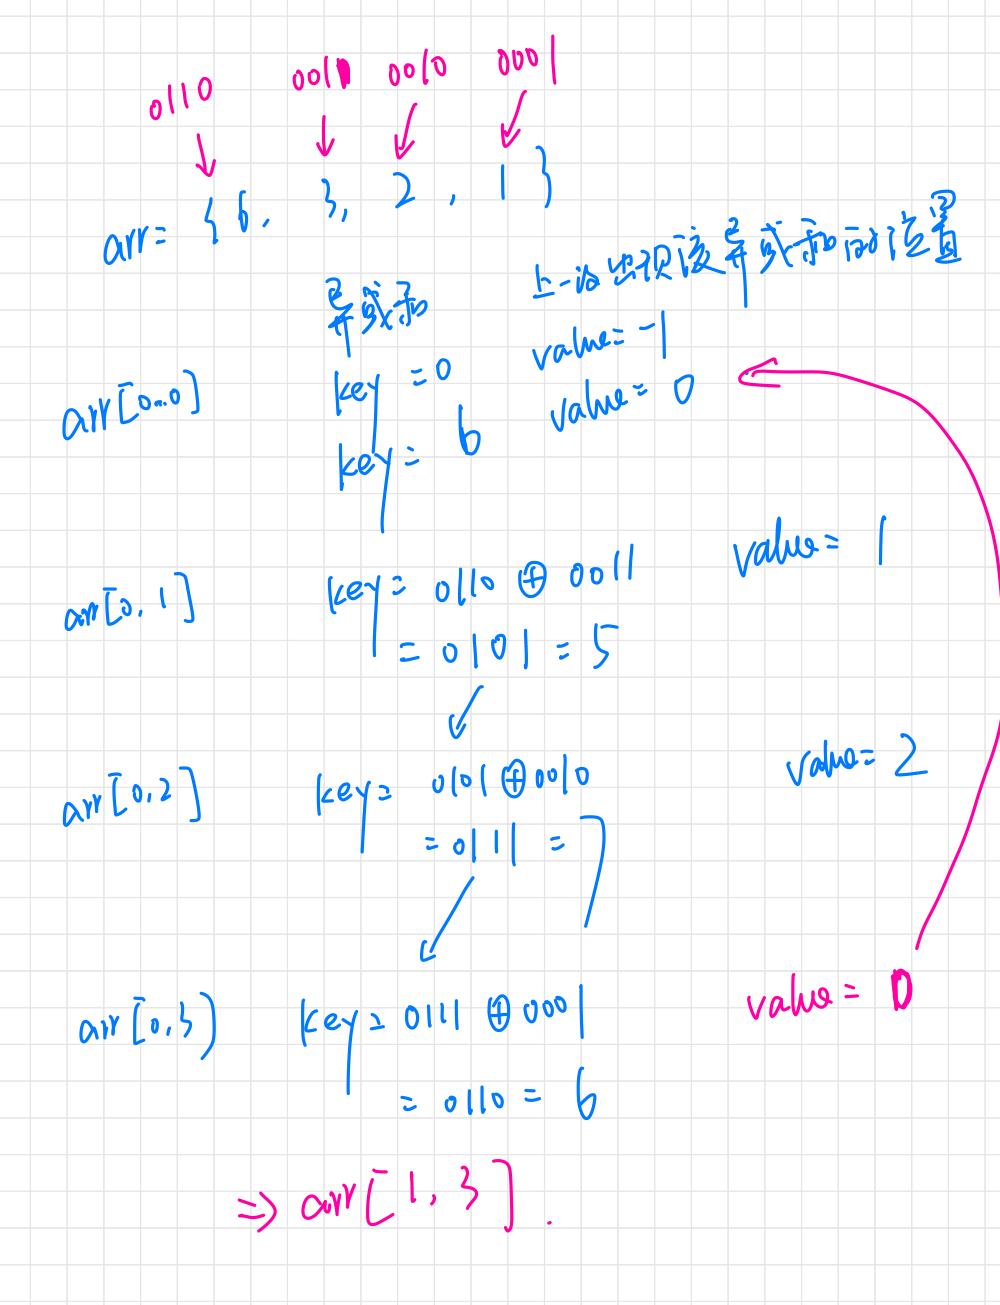 0110 0011 0010 0001
arr= {6, 3, 2, 1}
异或和 上一次出现该异或和的位置
key=0 value=-1
arr[0...0] key=6 value=0
arr[0,1] key= 0110 ⊕ 0011 value= 1
= 0101 = 5
arr[0,2] key= 0101 ⊕ 0010 value= 2
= 0111 = 7
arr[0,3) key= 0111 ⊕ 0001 value= 0
= 0110 = 6
⇒ arr[1,3].